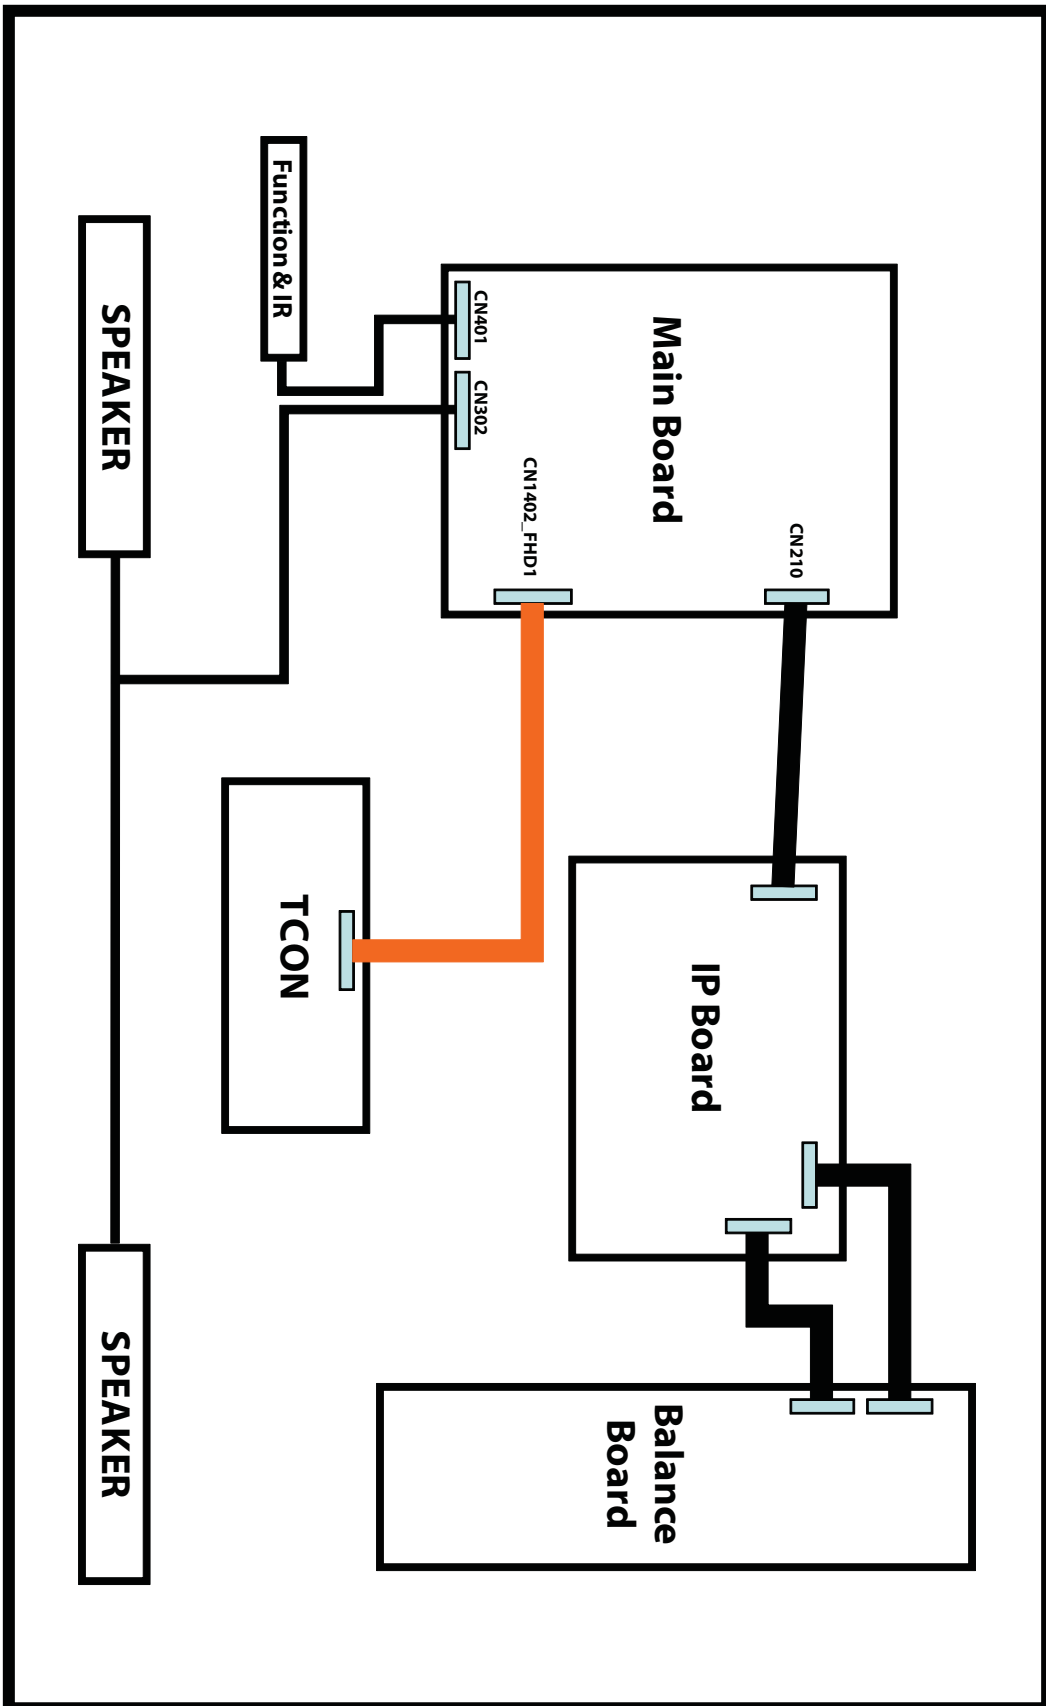 Balance
Board
CN210
IP Board
Main Board
CN1402_FHD1
CN401
CN302
TCON
Function & IR
SPEAKER
SPEAKER